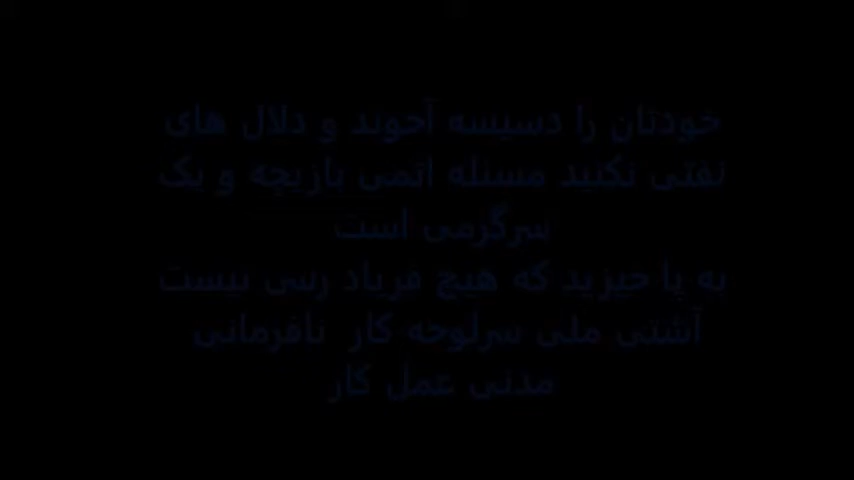 خودتان را دسیسه آخوند و دلال های
نفتی نکنید مسئله اتمی بازیچه و یک
سرگرمی است
به پا خیزید که هیچ فریاد رسی نیست
آشتی ملی سرلوحه کار نافرمانی
مدنی عمل کار